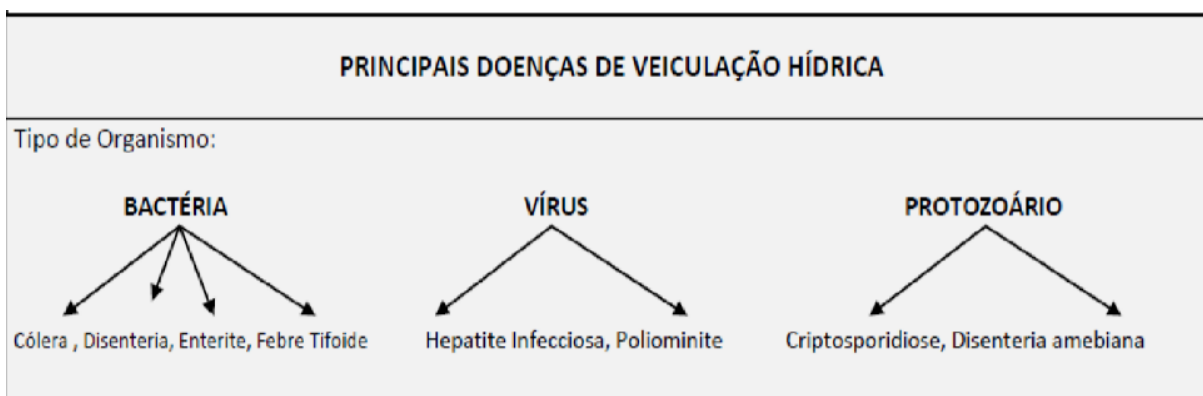 PRINCIPAIS DOENÇAS DE VEICULAÇÃO HÍDRICA
Tipo de Organismo:
BACTÉRIA VÍRUS PROTOZOÁRIO
Cólera , Disenteria, Enterite, Febre Tifoide Hepatite Infecciosa, Poliominite Criptosporidiose, Disenteria amebiana